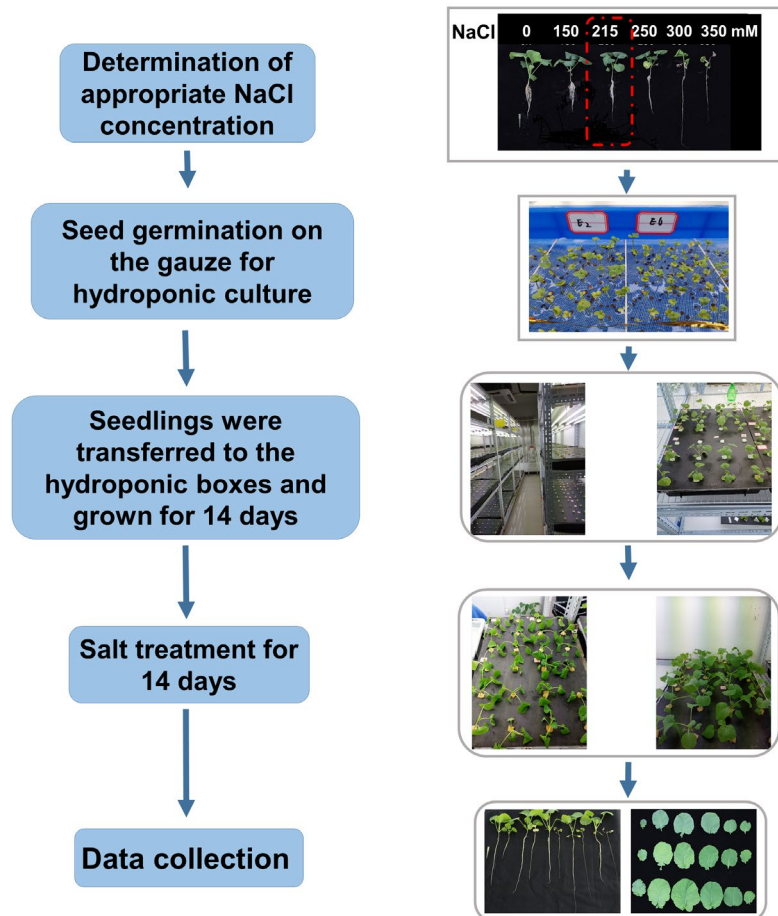 Determination of
appropriate NaCl
concentration
NaCl 0 150 215 250 300 350 mM
Seed germination on
the gauze for
hydroponic culture
E2 E6
Seedlings were
transferred to the
hydroponic boxes and
grown for 14 days
Salt treatment for
14 days
Data collection